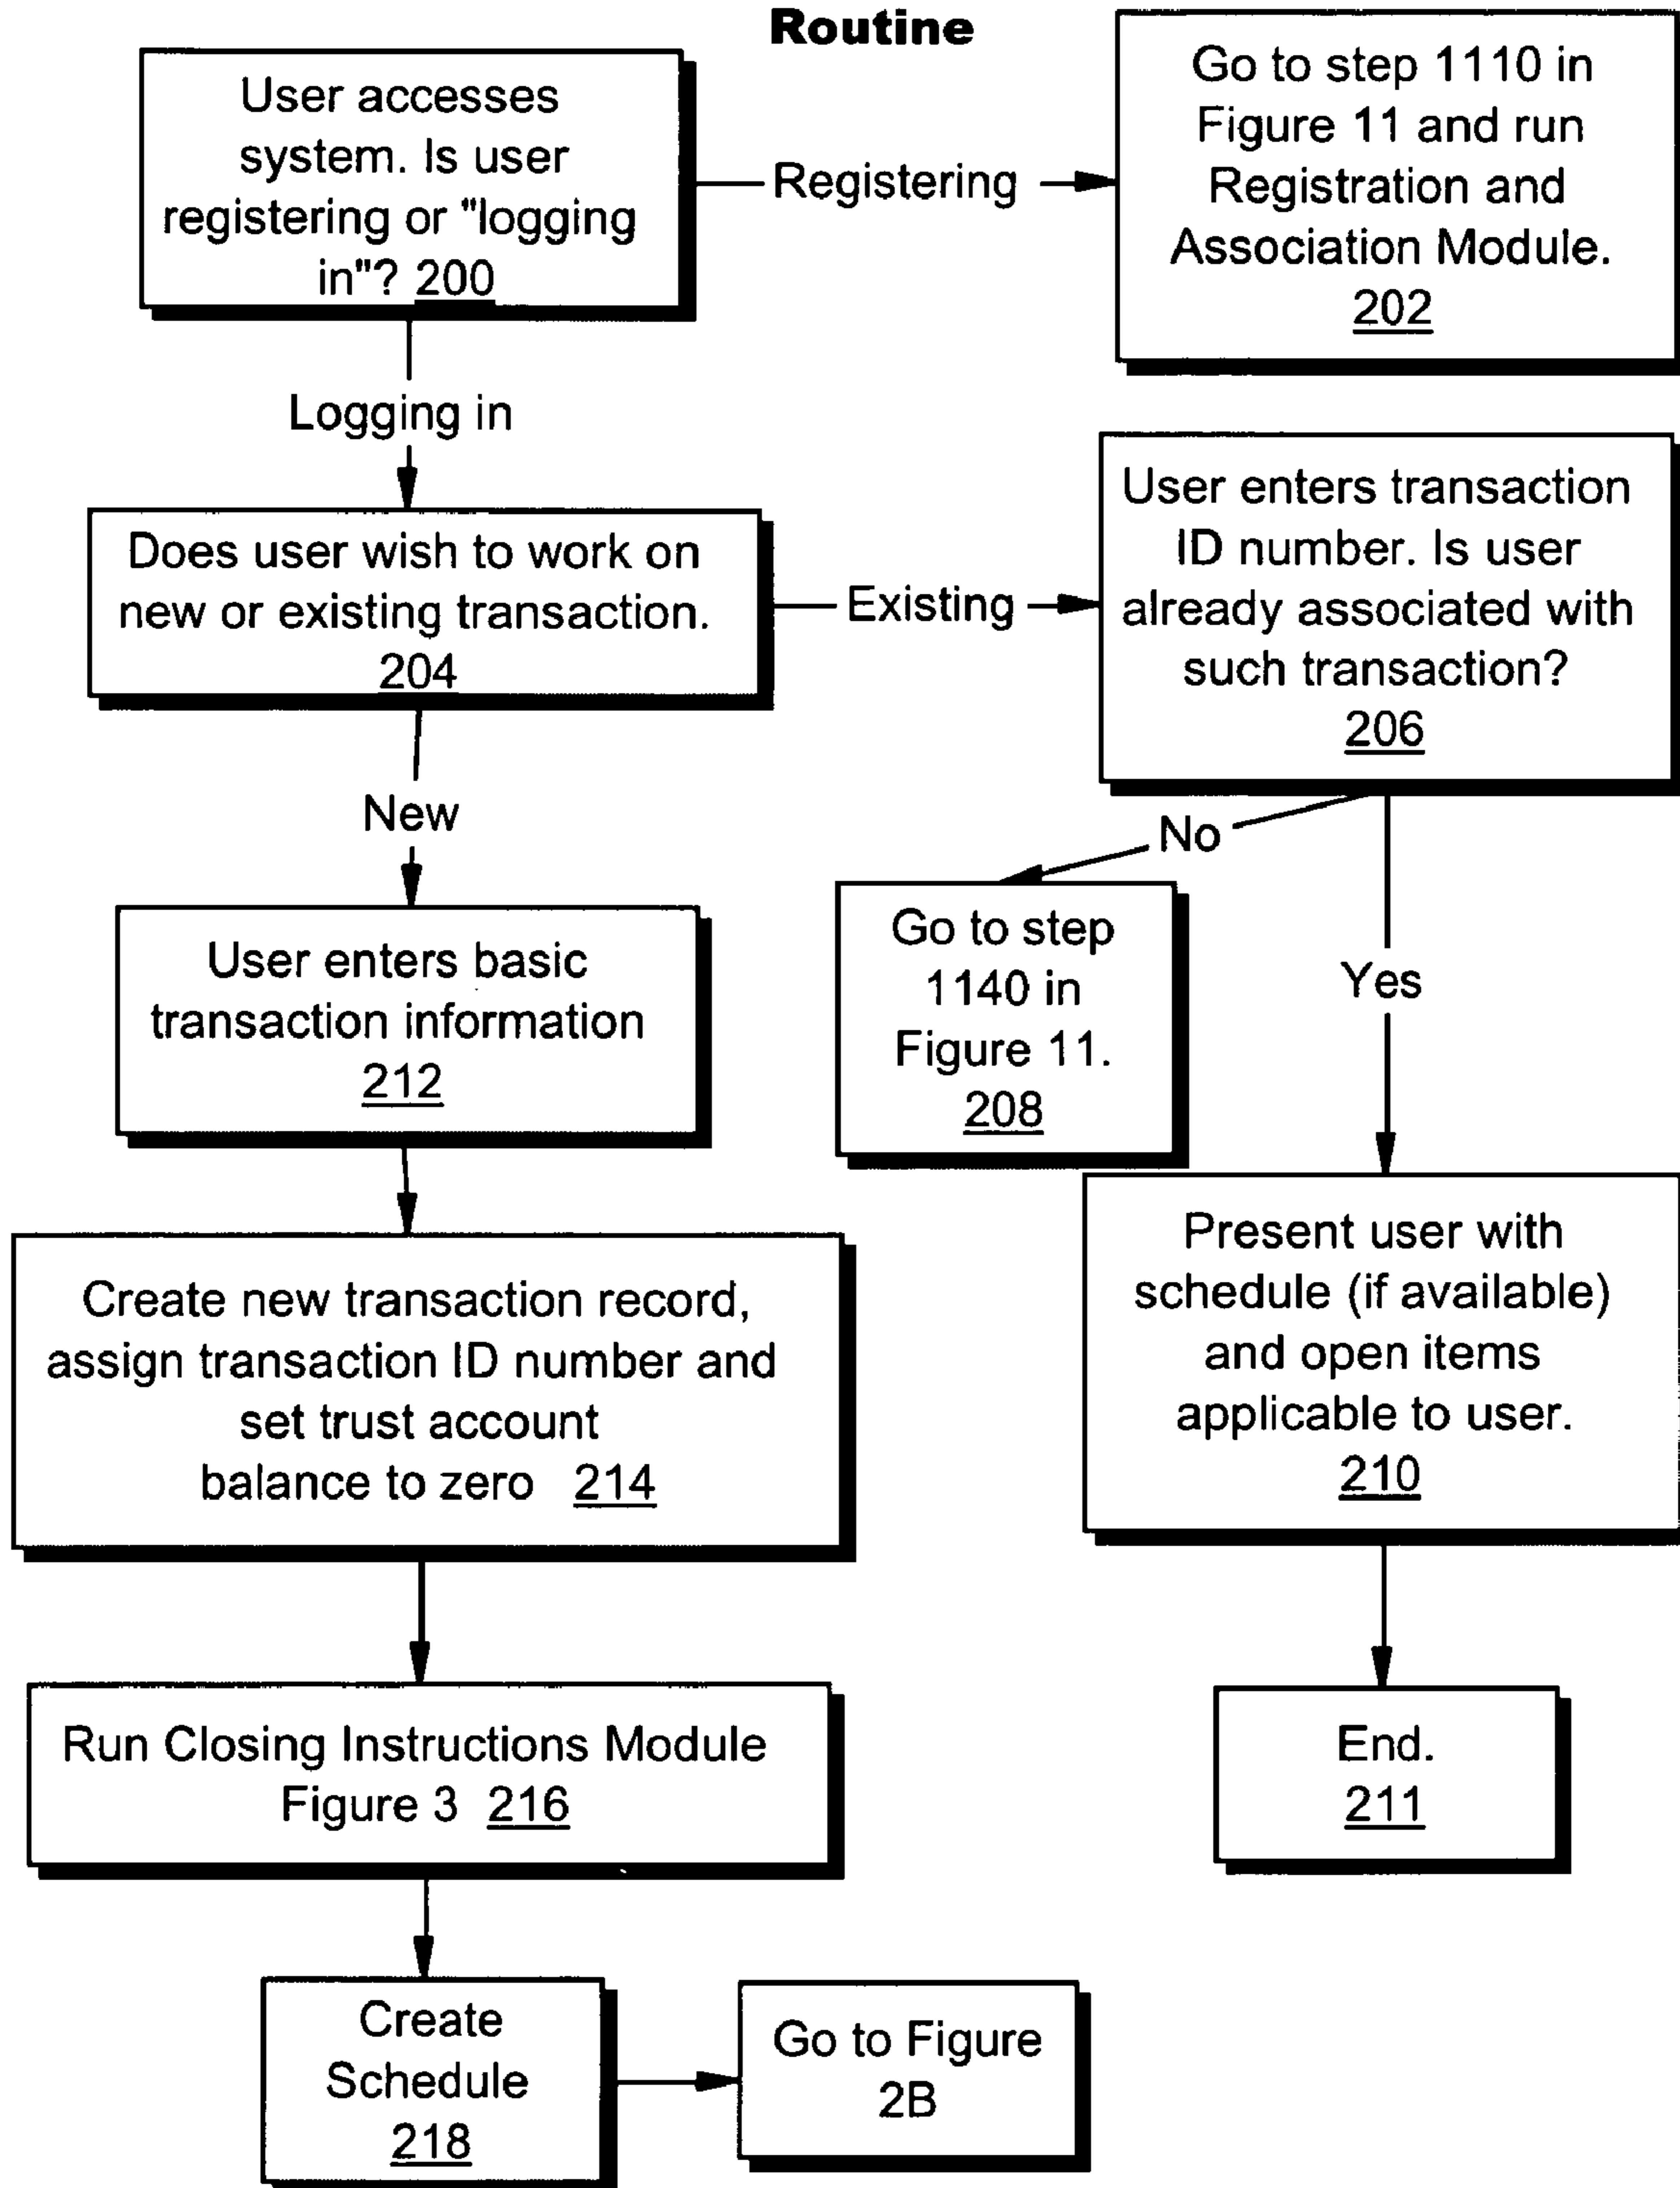 Routine
User accesses
system. Is user
registering or "logging
in"? 200
Registering
Go to step 1110 in
Figure 11 and run
Registration and
Association Module.
202
Logging in
Does user wish to work on
new or existing transaction.
204
Existing
User enters transaction
ID number. Is user
already associated with
such transaction?
206
New
No
Go to step
1140 in
Figure 11.
208
Yes
User enters basic
transaction information
212
Present user with
schedule (if available)
and open items
applicable to user.
210
Create new transaction record,
assign transaction ID number and
set trust account
balance to zero 214
Run Closing Instructions Module
Figure 3 216
End.
211
Create
Schedule
218
Go to Figure
2B